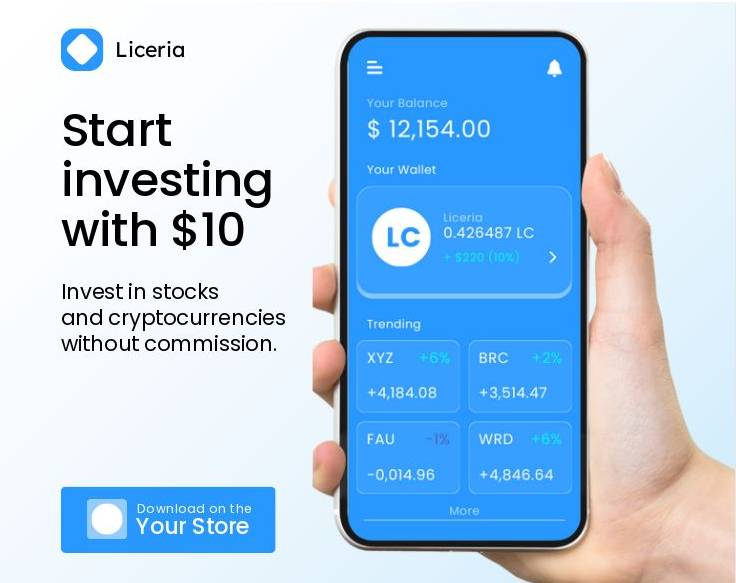 Liceria
Start
investing
with $10
Invest in stocks
and cryptocurrencies
without commission.
Download on the
Your Store
Your Balance
$ 12,154.00
Your Wallet
LC
Liceria
0.426487 LC
+ $220 (10%)
Trending
XYZ +6%
+4,184.08
BRC +2%
+3,514.47
FAU -1%
-0,014.96
WRD +6%
+4,846.64
More